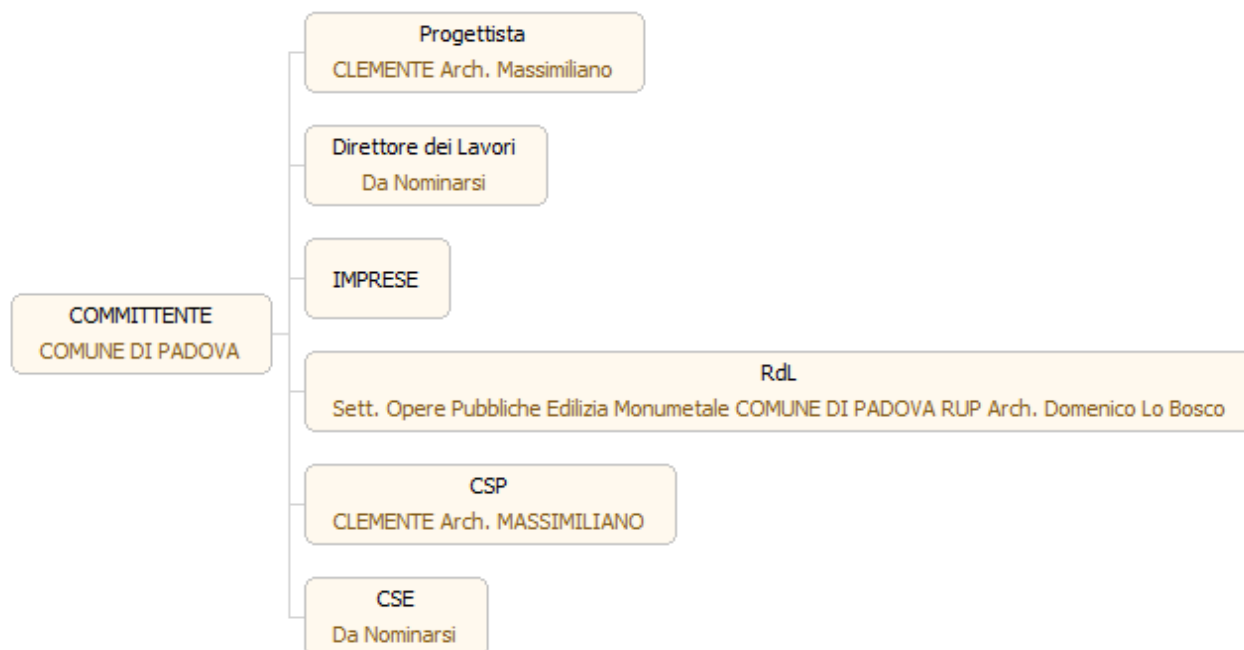 Progettista
CLEMENTE Arch. Massimiliano
Direttore dei Lavori
Da Nominarsi
IMPRESE
COMMITTENTE
COMUNE DI PADOVA
RdL
Sett. Opere Pubbliche Edilizia Monumetale COMUNE DI PADOVA RUP Arch. Domenico Lo Bosco
CSP
CLEMENTE Arch. MASSIMILIANO
CSE
Da Nominarsi